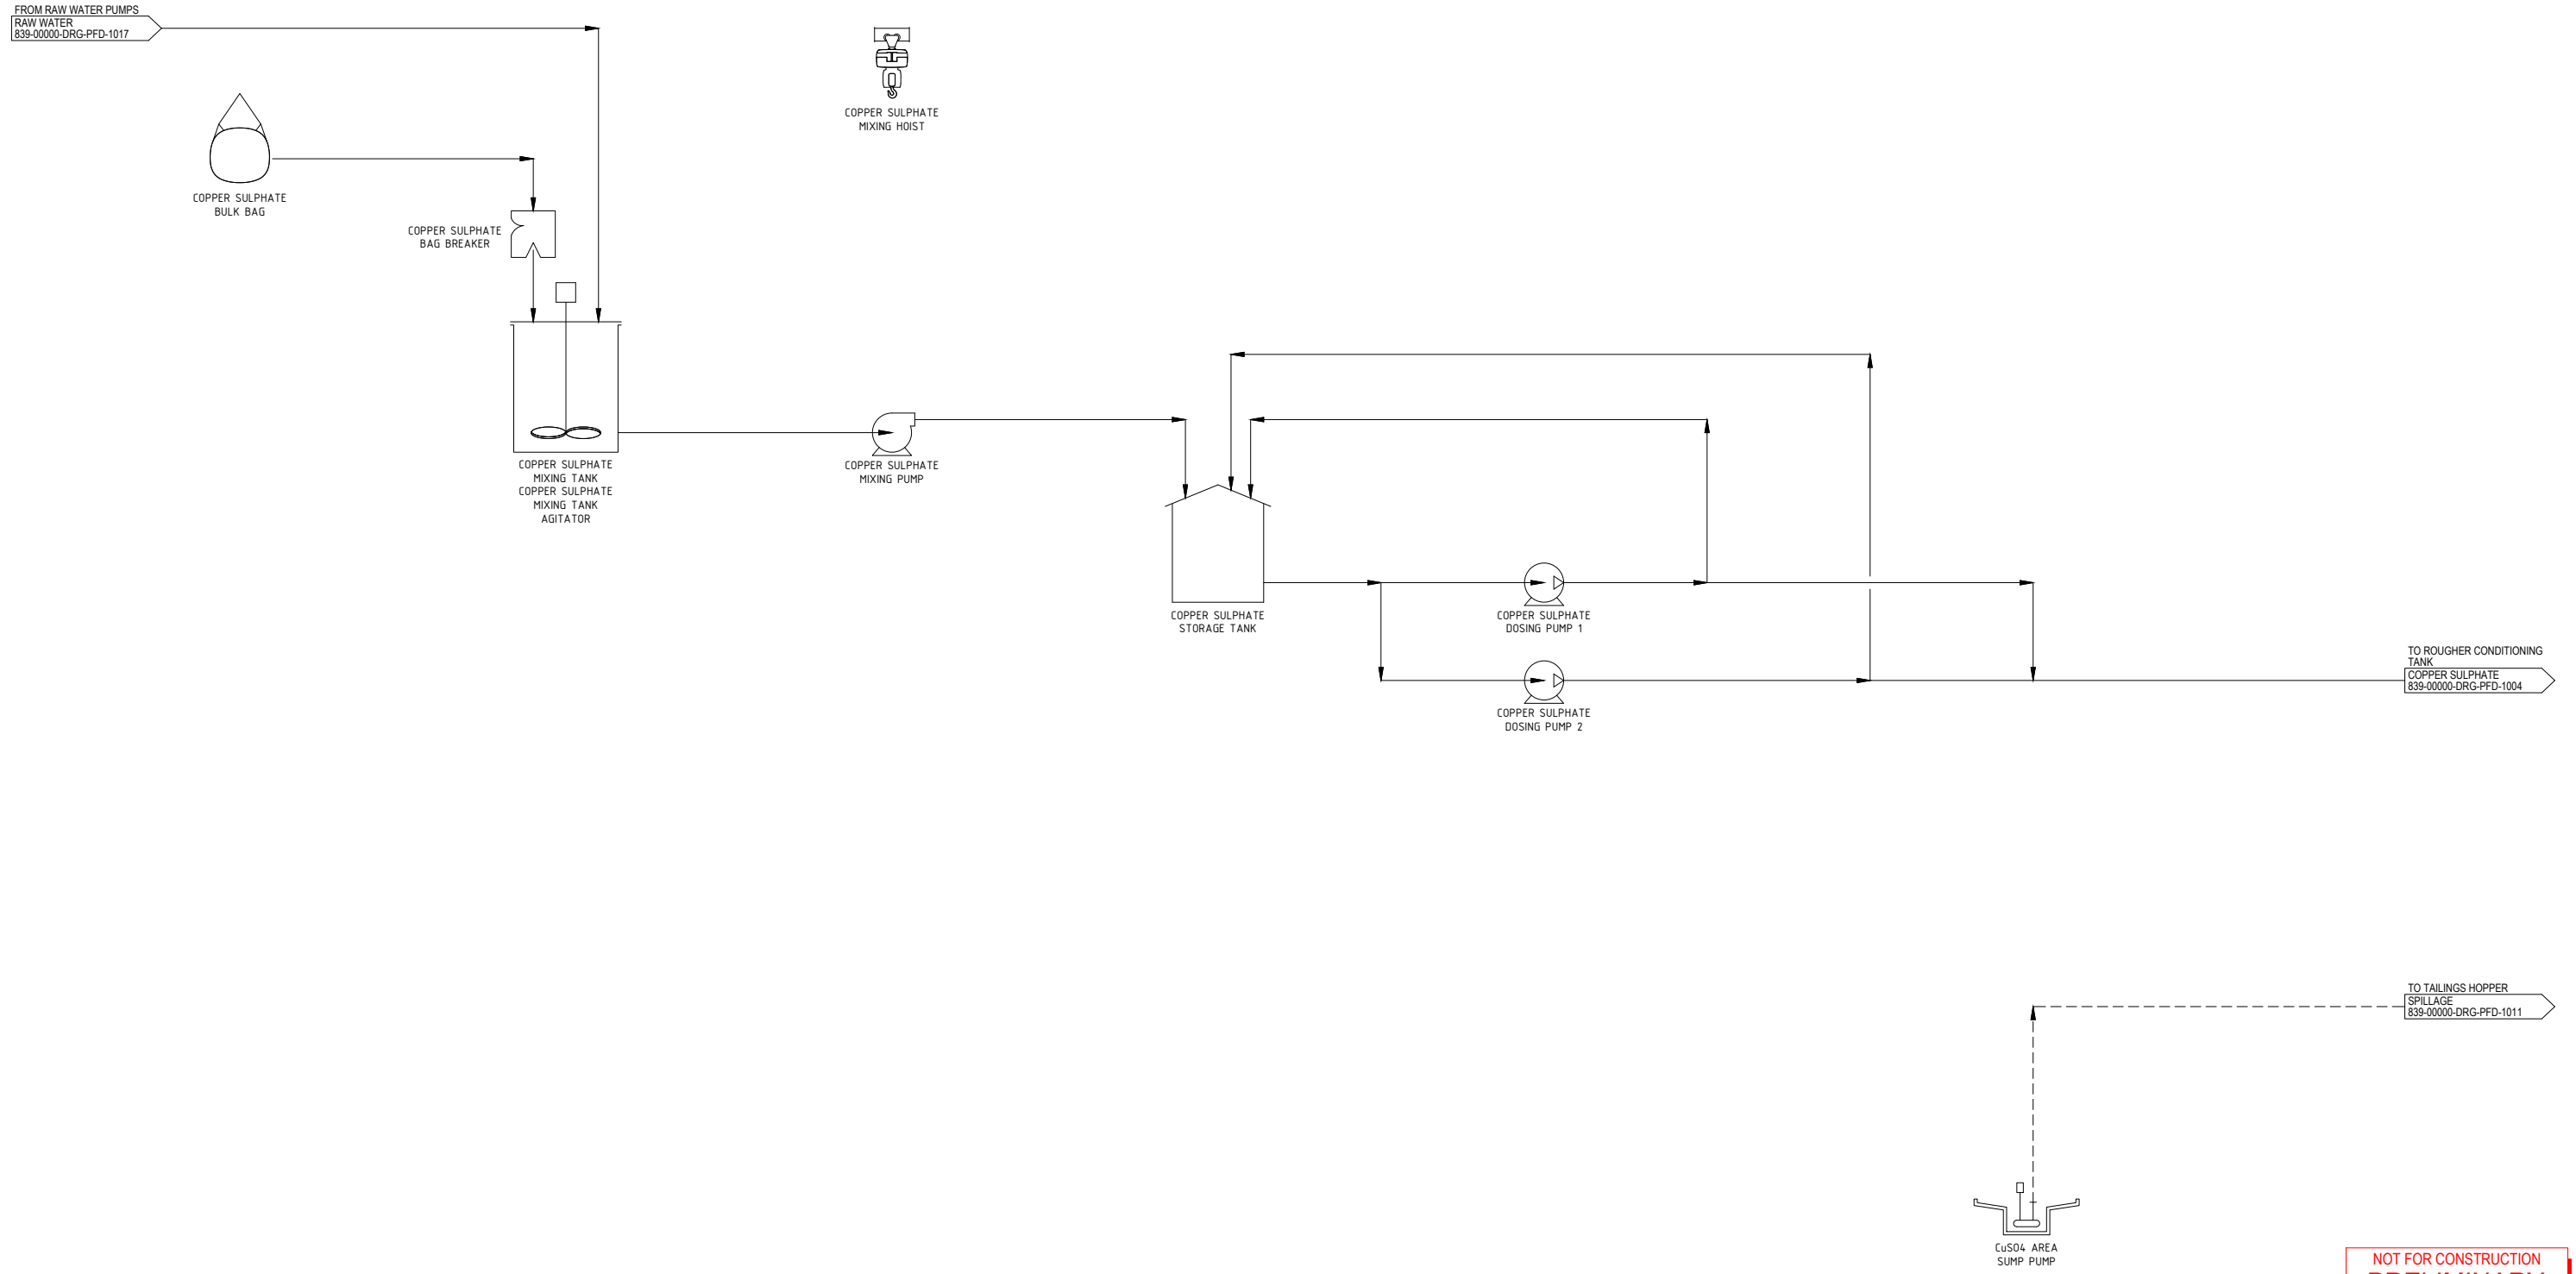 FROM RAW WATER PUMPS
RAW WATER
839-00000-DRG-PFD-1017
COPPER SULPHATE
MIXING HOIST
COPPER SULPHATE
BULK BAG
COPPER SULPHATE
BAG BREAKER
COPPER SULPHATE
MIXING TANK
COPPER SULPHATE
MIXING TANK
AGITATOR
COPPER SULPHATE
MIXING PUMP
COPPER SULPHATE
STORAGE TANK
COPPER SULPHATE
DOSING PUMP 1
COPPER SULPHATE
DOSING PUMP 2
TO ROUGHER CONDITIONING
TANK
COPPER SULPHATE
839-00000-DRG-PFD-1004
TO TAILINGS HOPPER
SPILLAGE
839-00000-DRG-PFD-1011
CuSO4 AREA
SUMP PUMP
NOT FOR CONSTRUCTION
PRELIMINARY